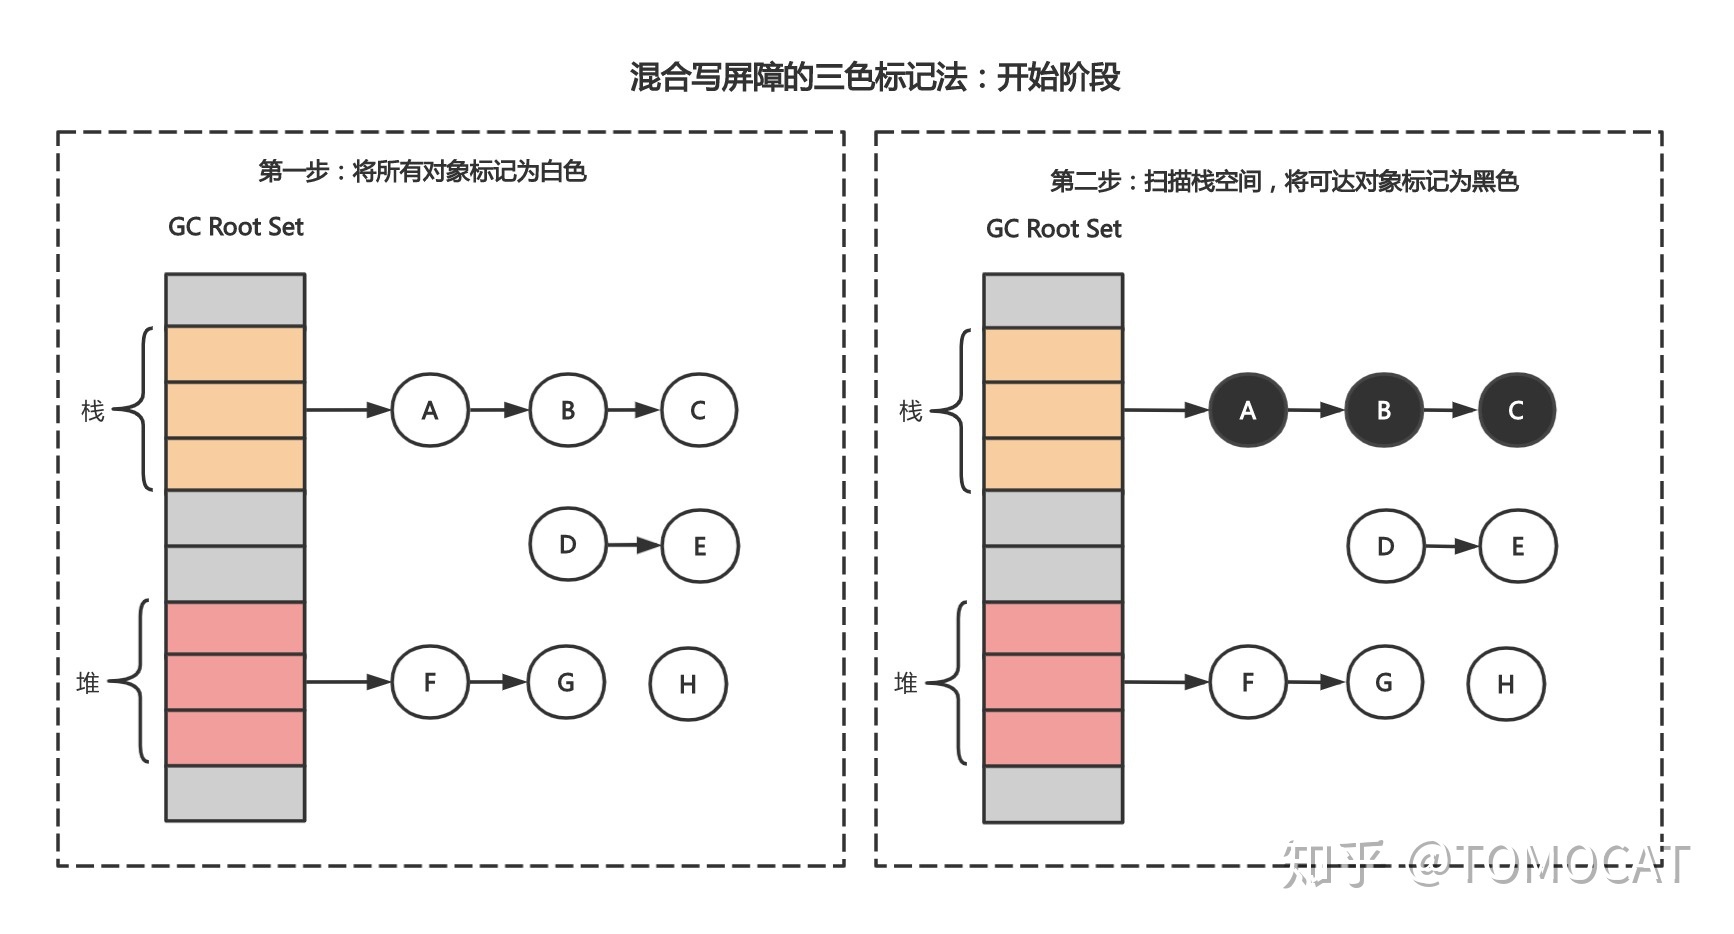 混合写屏障的三色标记法：开始阶段
第一步：将所有对象标记为白色
GC Root Set
栈
A
B
C
D
E
堆
F
G
H
第二步：扫描栈空间，将可达对象标记为黑色
GC Root Set
栈
A
B
C
D
E
堆
F
G
H
知乎 @TOMOCAT